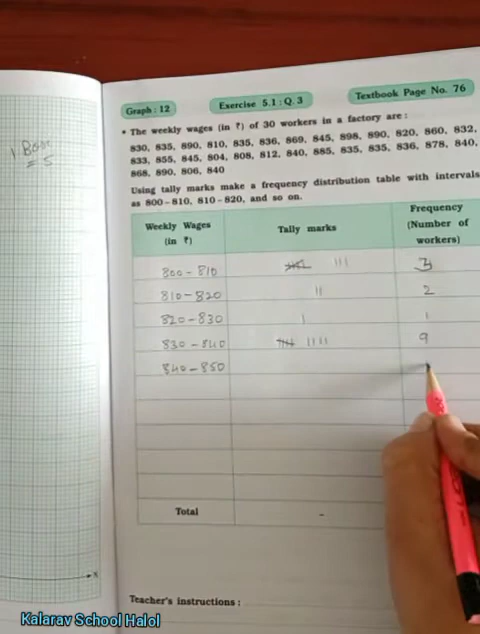 1 Box
= 5
Graph : 12
Exercise 5.1 : Q. 3
Textbook Page No. 76
• The weekly wages (in ₹) of 30 workers in a factory are :
830, 835, 890, 810, 835, 836, 869, 845, 898, 890, 820, 860, 832,
833, 855, 845, 804, 808, 812, 840, 885, 835, 835, 836, 878, 840,
868, 890, 806, 840
Using tally marks make a frequency distribution table with intervals
as 800 – 810, 810 – 820, and so on.
Weekly Wages (in ₹) Tally marks Frequency (Number of workers)
800 – 810 ||| 3
810 – 820 || 2
820 – 830 | 1
830 – 840 |||| |||| 9
840 – 850
Total -
Teacher's instructions :
Kalarav School Halol